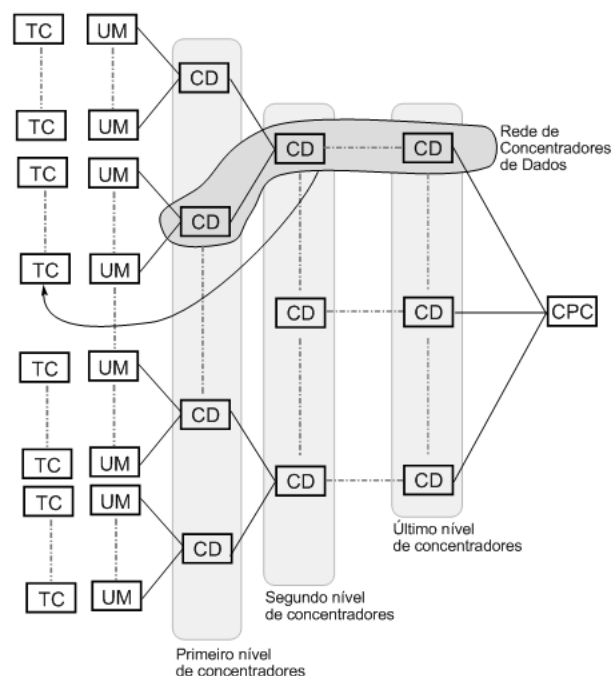 TC UM
CD
TC UM
CD CD
Rede de
Concentradores
de Dados
TC UM
CD
TC UM
CD CD CPC
TC UM
CD
TC UM
CD CD
TC UM
Último nível
de concentradores
CD
TC UM
Segundo nível
de concentradores
Primeiro nível
de concentradores